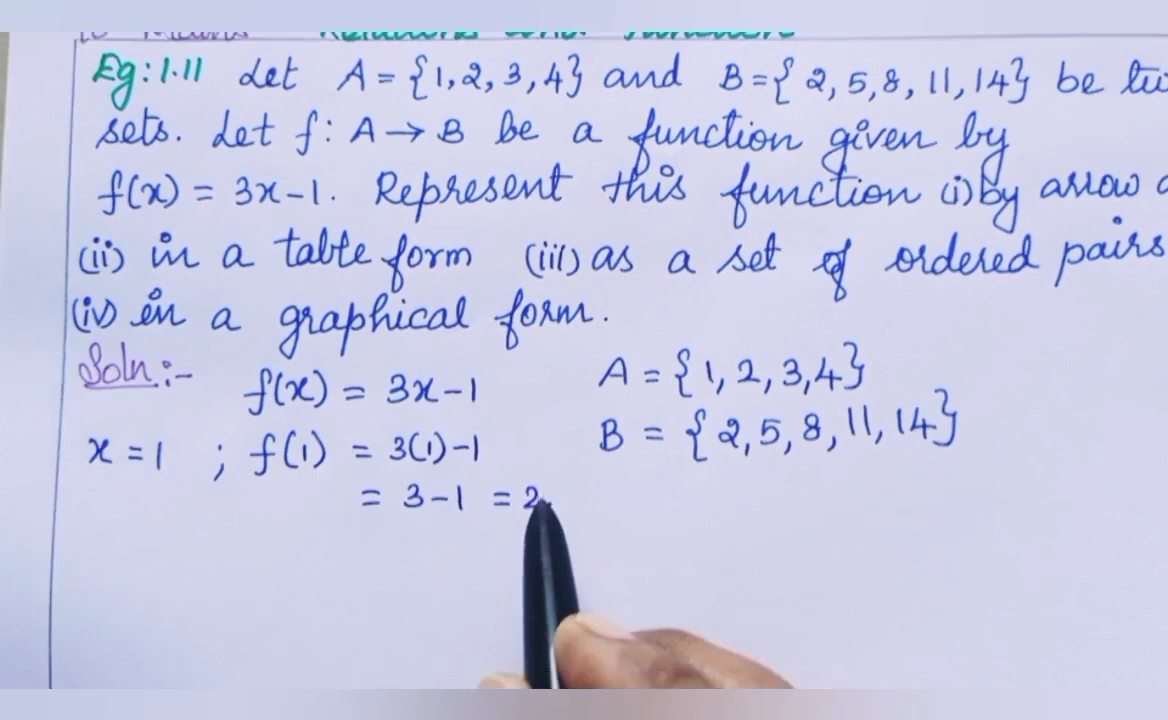 Eg: 1.11 Let A = {1, 2, 3, 4} and B = { 2, 5, 8, 11, 14} be
sets. Let f: A → B be a function given by
f(x) = 3x-1. Represent this function (i) by arrow
(ii) in a table form (iii) as a set of ordered pairs
(iv) in a graphical form.
Soln:-
f(x) = 3x-1 A = {1, 2, 3, 4}
x = 1 ; f(1) = 3(1)-1 B = {2, 5, 8, 11, 14}
= 3-1 = 2